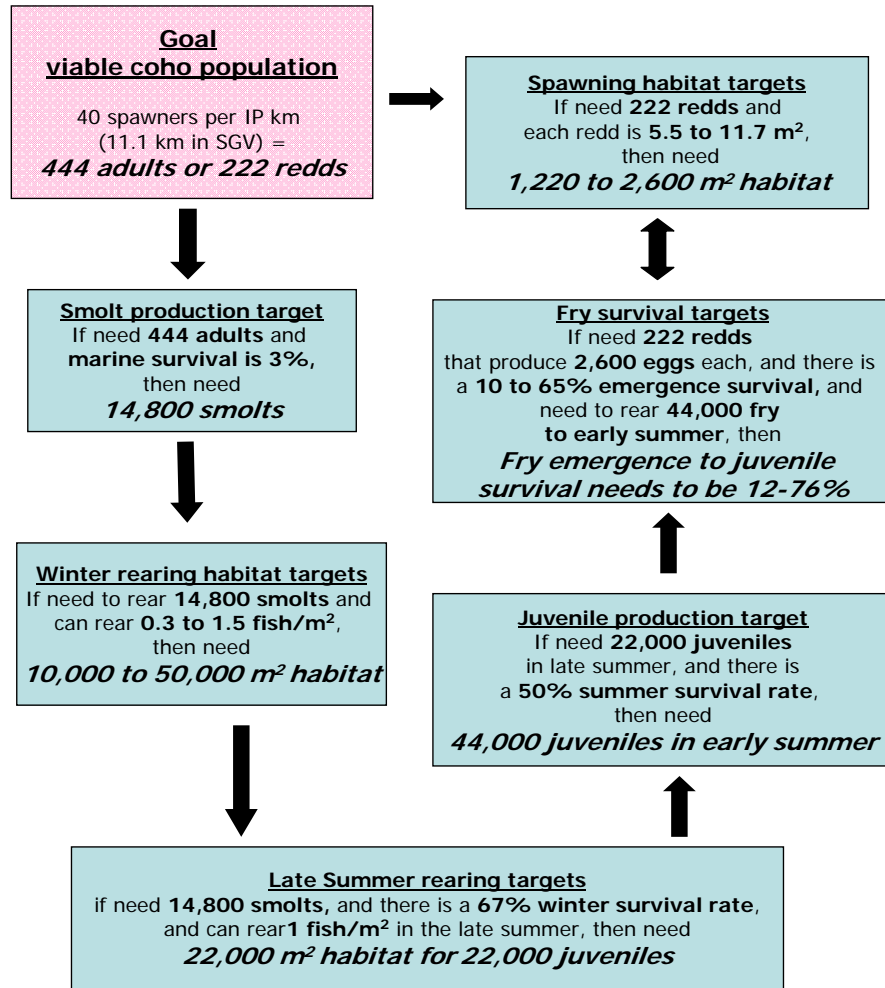 Goal
viable coho population
40 spawners per IP km
(11.1 km in SGV) =
444 adults or 222 redds
Smolt production target
If need 444 adults and
marine survival is 3%,
then need
14,800 smolts
Winter rearing habitat targets
If need to rear 14,800 smolts and
can rear 0.3 to 1.5 fish/m²,
then need
10,000 to 50,000 m² habitat
Late Summer rearing targets
if need 14,800 smolts, and there is a 67% winter survival rate,
and can rear1 fish/m² in the late summer, then need
22,000 m² habitat for 22,000 juveniles
Juvenile production target
If need 22,000 juveniles
in late summer, and there is
a 50% summer survival rate,
then need
44,000 juveniles in early summer
Fry survival targets
If need 222 redds
that produce 2,600 eggs each, and there is
a 10 to 65% emergence survival, and
need to rear 44,000 fry
to early summer, then
Fry emergence to juvenile
survival needs to be 12-76%
Spawning habitat targets
If need 222 redds and
each redd is 5.5 to 11.7 m²,
then need
1,220 to 2,600 m² habitat